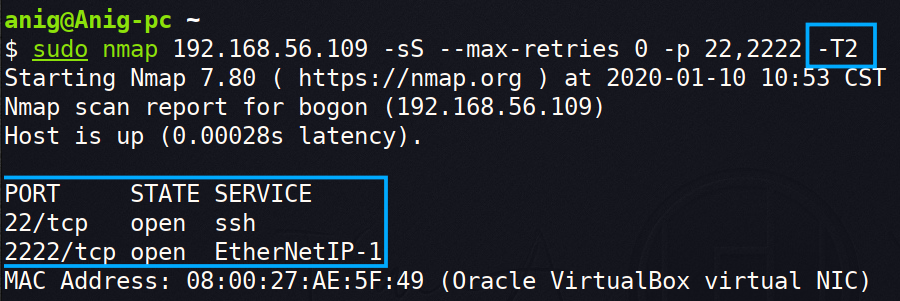 anig@Anig-pc ~
$ sudo nmap 192.168.56.109 -sS --max-retries 0 -p 22,2222 -T2
Starting Nmap 7.80 ( https://nmap.org ) at 2020-01-10 10:53 CST
Nmap scan report for bogon (192.168.56.109)
Host is up (0.00028s latency).
PORT     STATE SERVICE
22/tcp   open  ssh
2222/tcp open  EtherNetIP-1
MAC Address: 08:00:27:AE:5F:49 (Oracle VirtualBox virtual NIC)